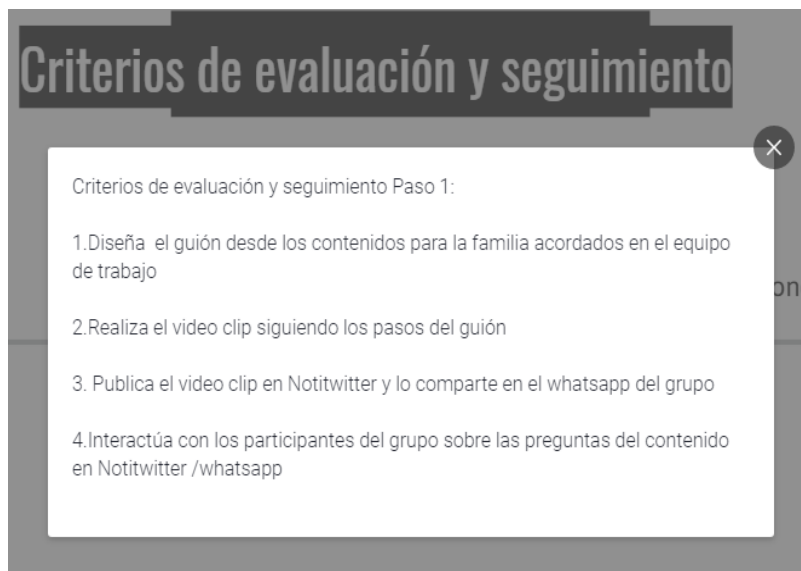 Criterios de evaluación y seguimiento
Criterios de evaluación y seguimiento Paso 1:
1.Diseña el guión desde los contenidos para la familia acordados en el equipo
de trabajo
on
2.Realiza el video clip siguiendo los pasos del guión
3. Publica el video clip en Notitwitter y lo comparte en el whatsapp del grupo
4.Interactúa con los participantes del grupo sobre las preguntas del contenido
en Notitwitter /whatsapp